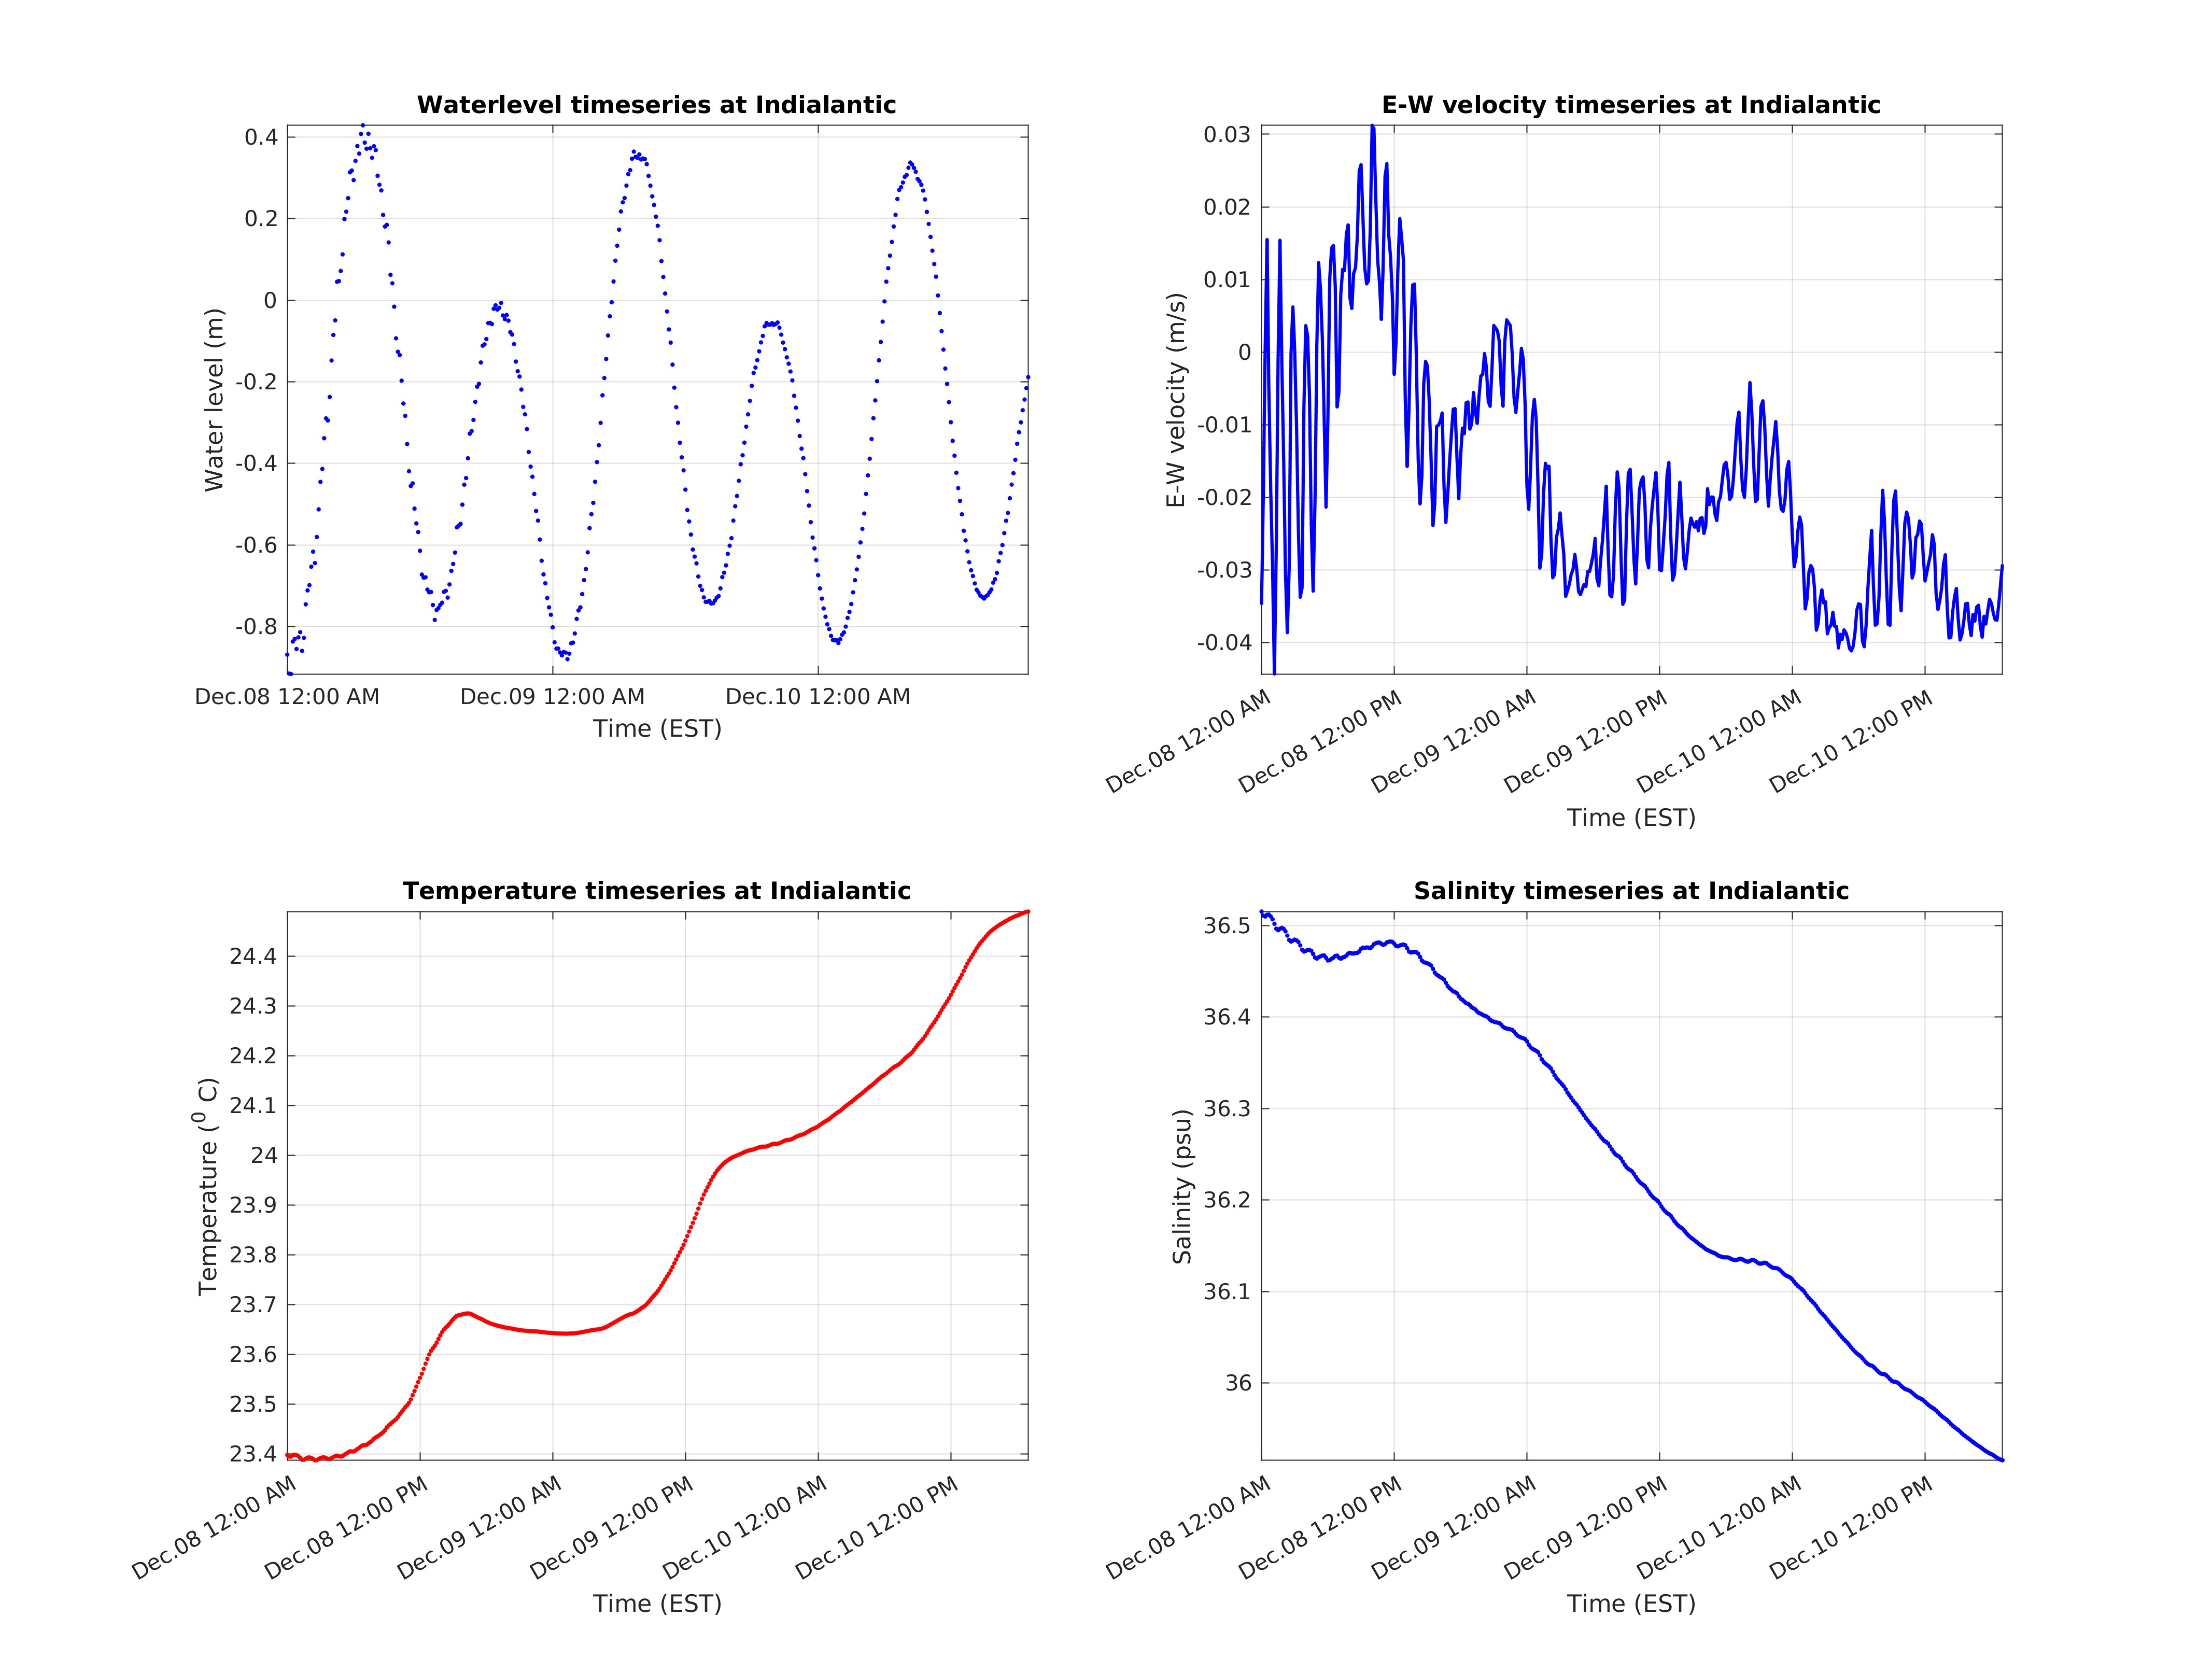 Waterlevel timeseries at Indialantic
0.4
0.2
0
-0.2
-0.4
-0.6
-0.8
Water level (m)
Dec.08 12:00 AM
Dec.09 12:00 AM
Dec.10 12:00 AM
Time (EST)
E-W velocity timeseries at Indialantic
0.03
0.02
0.01
0
-0.01
-0.02
-0.03
-0.04
E-W velocity (m/s)
Dec.08 12:00 AM
Dec.08 12:00 PM
Dec.09 12:00 AM
Dec.09 12:00 PM
Dec.10 12:00 AM
Dec.10 12:00 PM
Time (EST)
Temperature timeseries at Indialantic
24.4
24.3
24.2
24.1
24
23.9
23.8
23.7
23.6
23.5
23.4
Temperature (⁰ C)
Dec.08 12:00 AM
Dec.08 12:00 PM
Dec.09 12:00 AM
Dec.09 12:00 PM
Dec.10 12:00 AM
Dec.10 12:00 PM
Time (EST)
Salinity timeseries at Indialantic
36.5
36.4
36.3
36.2
36.1
36
Salinity (psu)
Dec.08 12:00 AM
Dec.08 12:00 PM
Dec.09 12:00 AM
Dec.09 12:00 PM
Dec.10 12:00 AM
Dec.10 12:00 PM
Time (EST)